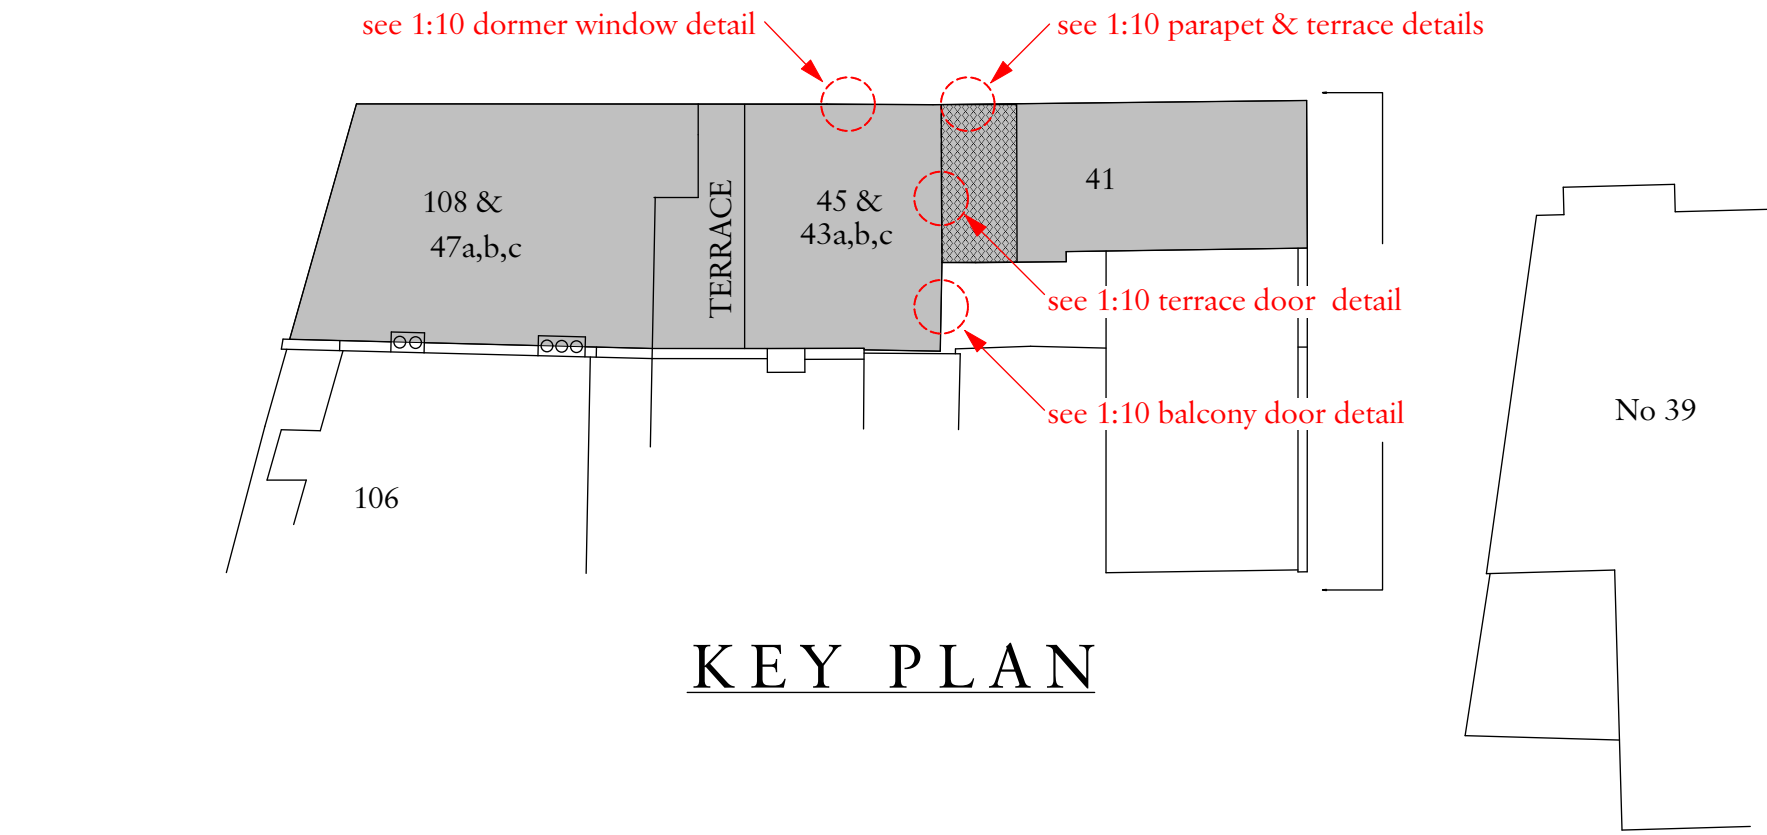 see 1:10 dormer window detail
see 1:10 parapet & terrace details
108 &
47a,b,c
TERRACE
45 &
43a,b,c
41
see 1:10 terrace door detail
see 1:10 balcony door detail
No 39
106
KEY PLAN